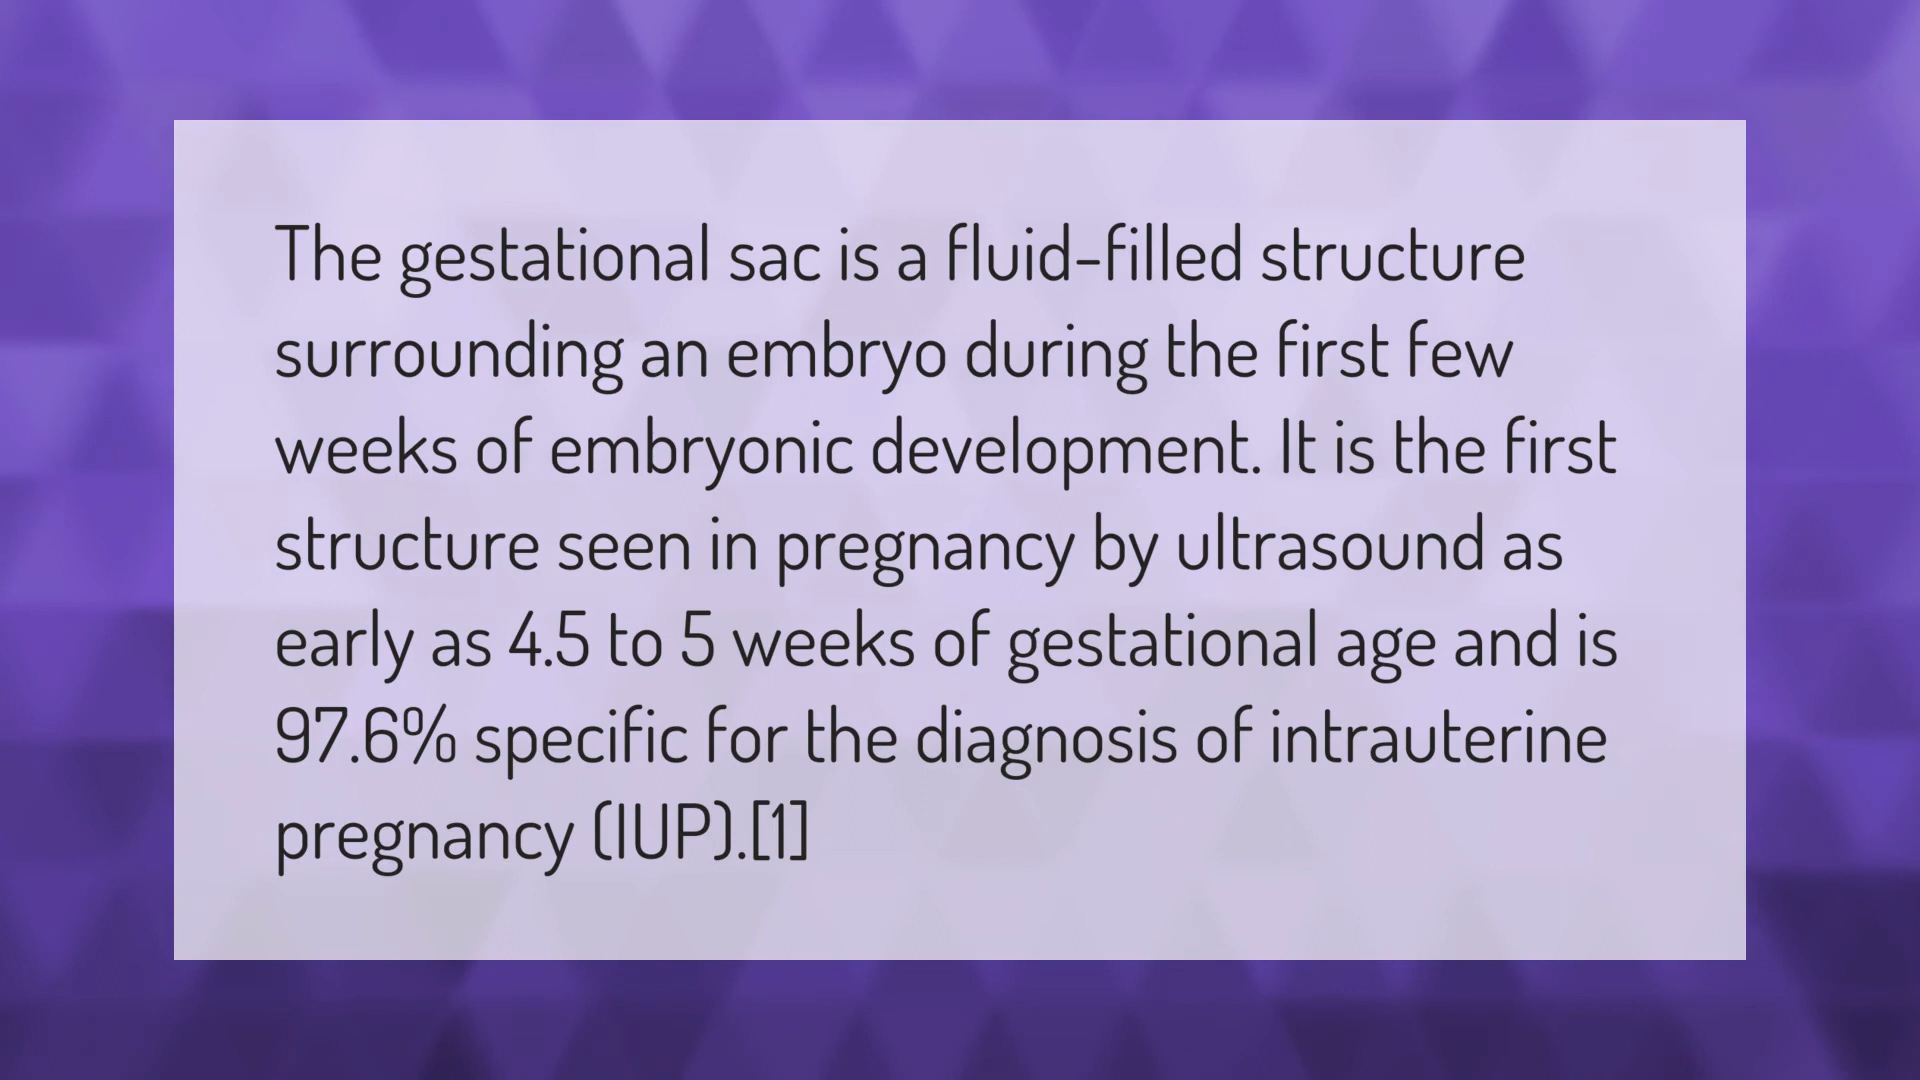 The gestational sac is a fluid-filled structure
surrounding an embryo during the first few
weeks of embryonic development. It is the first
structure seen in pregnancy by ultrasound as
early as 4.5 to 5 weeks of gestational age and is
97.6% specific for the diagnosis of intrauterine
pregnancy (IUP).[1]